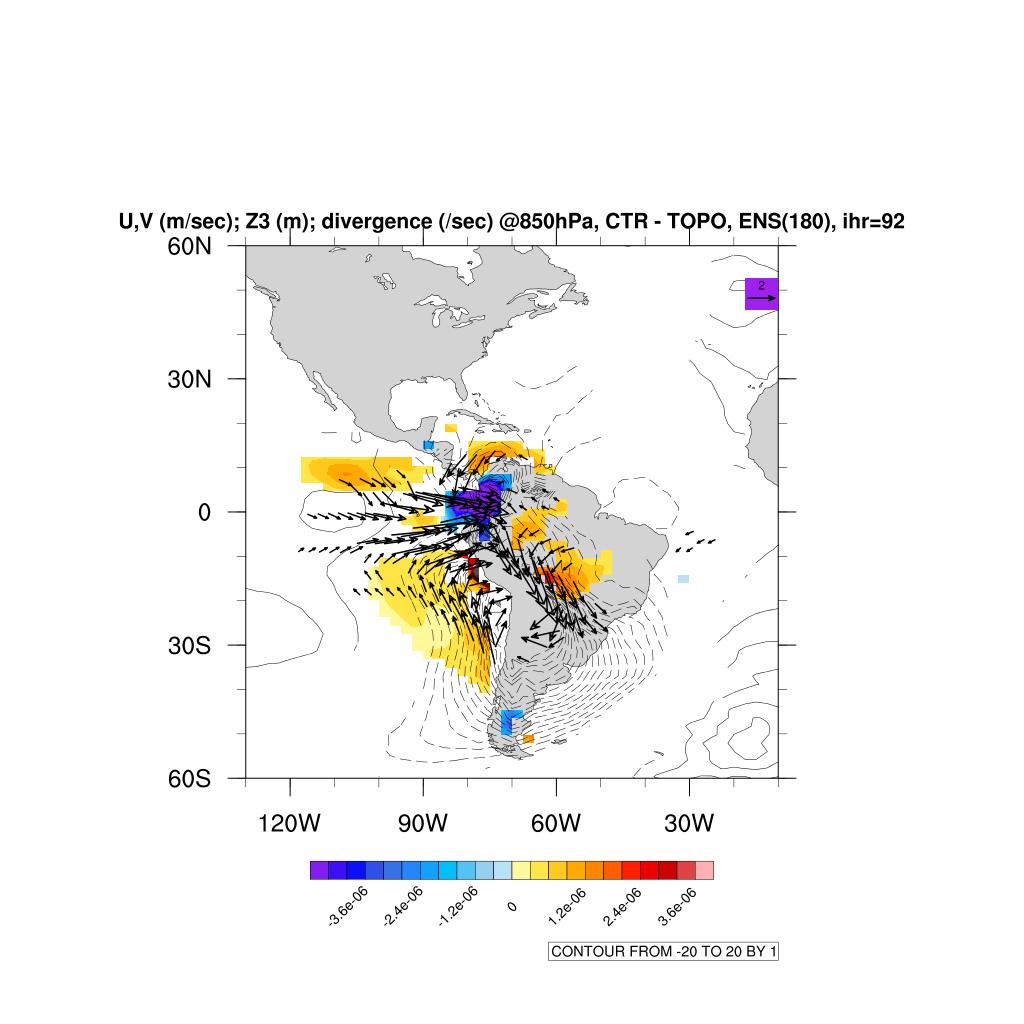 U,V (m/sec); Z3 (m); divergence (/sec) @850hPa, CTR - TOPO, ENS(180), ihr=92
60N
2
30N
0
30S
60S
120W 90W 60W 30W
-3.6e-06 -2.4e-06 -1.2e-06 0 1.2e-06 2.4e-06 3.6e-06
CONTOUR FROM -20 TO 20 BY 1